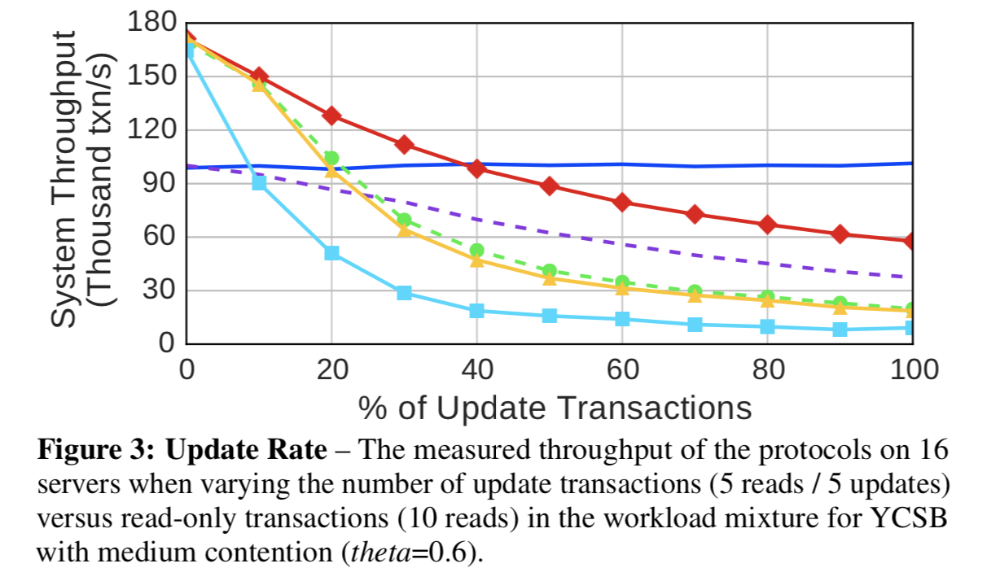 System Throughput
(Thousand txn/s)
180
150
120
90
60
30
0
0 20 40 60 80 100
% of Update Transactions
Figure 3: Update Rate – The measured throughput of the protocols on 16
servers when varying the number of update transactions (5 reads / 5 updates)
versus read-only transactions (10 reads) in the workload mixture for YCSB
with medium contention (theta=0.6).